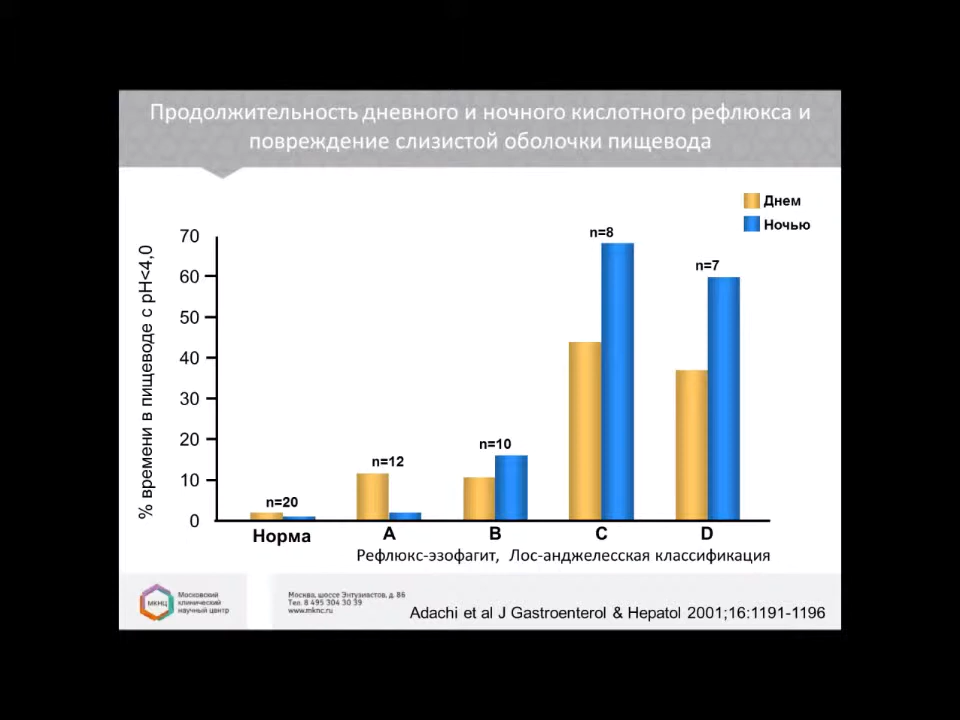 Продолжительность дневного и ночного кислотного рефлюкса и
повреждение слизистой оболочки пищевода
Днем
Ночью
% времени в пищеводе с pH<4,0
70
60
50
40
30
20
10
0
n=20
n=12
n=10
n=8
n=7
Норма
A
B
C
D
Рефлюкс-эзофагит, Лос-анджелесская классификация
МКНЦ
Московский
клинический
научный центр
Москва, шоссе Энтузиастов, д. 86
Тел. 8 495 304 30 39
www.mknc.ru
Adachi et al J Gastroenterol & Hepatol 2001;16:1191-1196